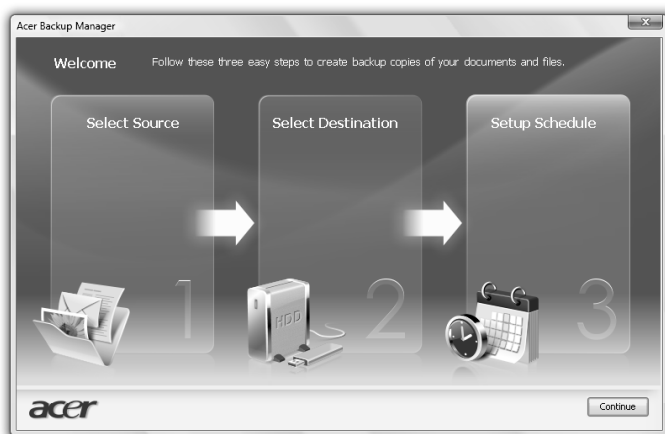 Acer Backup Manager
x
Welcome
Follow these three easy steps to create backup copies of your documents and files.
Select Source
Select Destination
Setup Schedule
1
HDD
2
3
acer
Continue